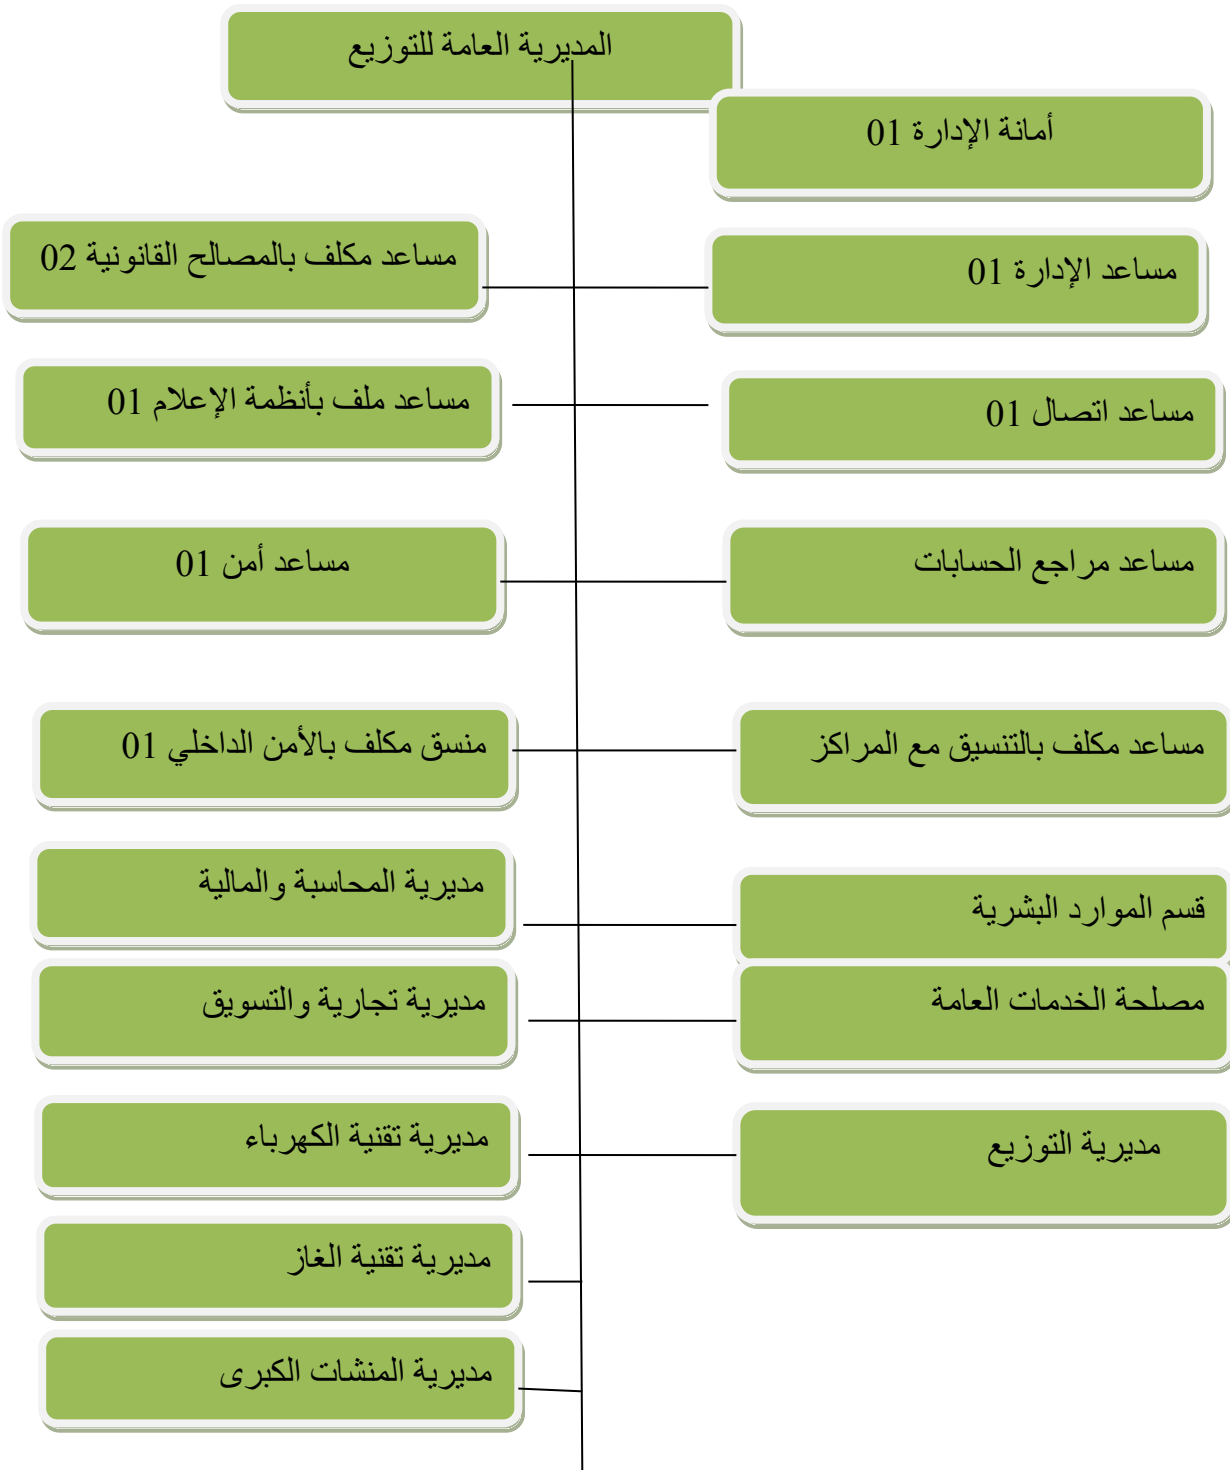 المديرية العامة للتوزيع
أمانة الإدارة 01
مساعد الإدارة 01
مساعد مكلف بالمصالح القانونية 02
مساعد اتصال 01
مساعد ملف بأنظمة الإعلام 01
مساعد مراجع الحسابات
مساعد أمن 01
مساعد مكلف بالتنسيق مع المراكز
منسق مكلف بالأمن الداخلي 01
قسم الموارد البشرية
مديرية المحاسبة والمالية
مصلحة الخدمات العامة
مديرية تجارية والتسويق
مديرية التوزيع
مديرية تقنية الكهرباء
مديرية تقنية الغاز
مديرية المنشات الكبرى